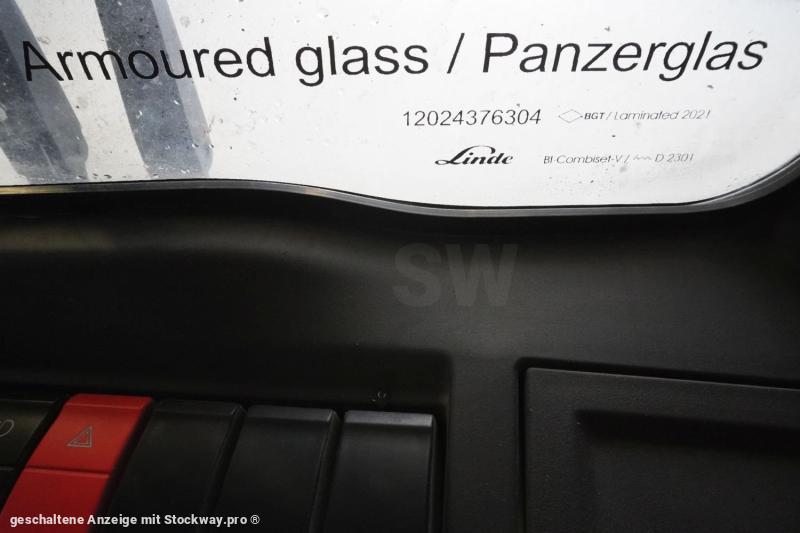 Armoured glass / Panzerglas
12024376304 BGT / Laminated 2021
Linde BI-Combiset-V / D 2301
SW
geschaltene Anzeige mit Stockway.pro ®